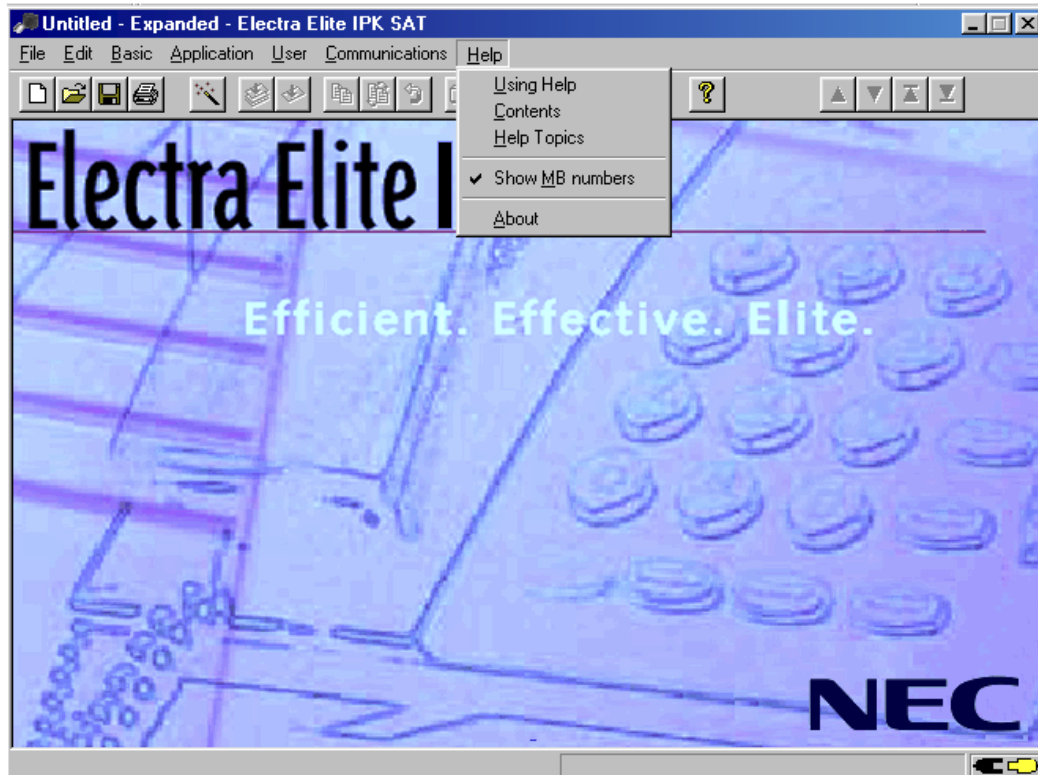 Untitled - Expanded - Electra Elite IPK SAT
File Edit Basic Application User Communications Help
Using Help
Contents
Help Topics
Show MB numbers
About
Electra Elite
Efficient. Effective. Elite.
NEC